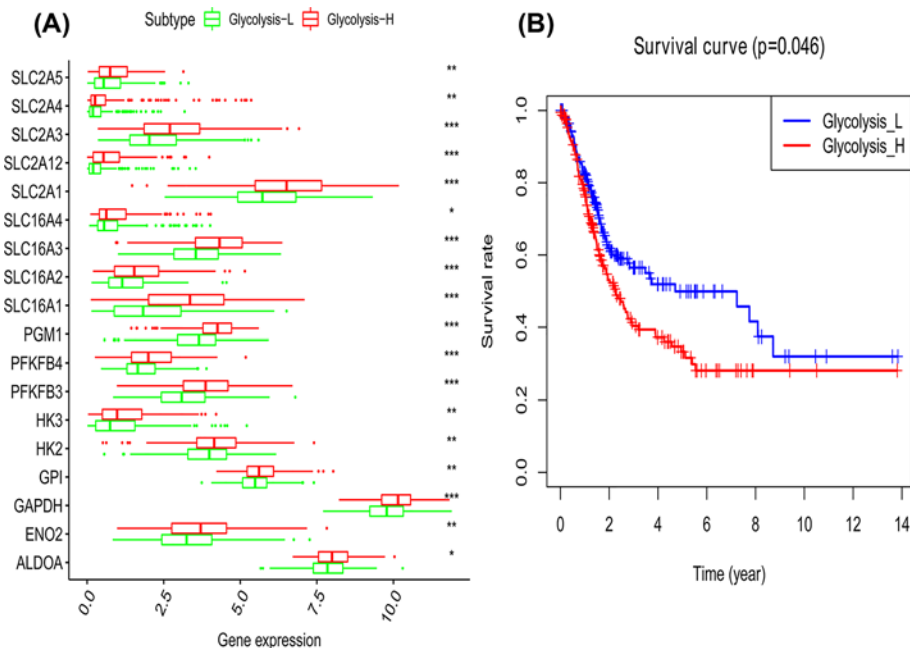 (A)
Subtype Glycolysis-L Glycolysis-H
SLC2A5 **
SLC2A4 **
SLC2A3 ***
SLC2A12 ***
SLC2A1 ***
SLC16A4 *
SLC16A3 ***
SLC16A2 ***
SLC16A1 ***
PGM1 ***
PFKFB4 ***
PFKFB3 ***
HK3 **
HK2 **
GPI **
GAPDH ***
ENO2 **
ALDOA *
0.0 2.5 5.0 7.5 10.0
Gene expression
(B)
Survival curve (p=0.046)
Glycolysis_L
Glycolysis_H
Survival rate
1.0
0.8
0.6
0.4
0.2
0.0
0 2 4 6 8 10 12 14
Time (year)